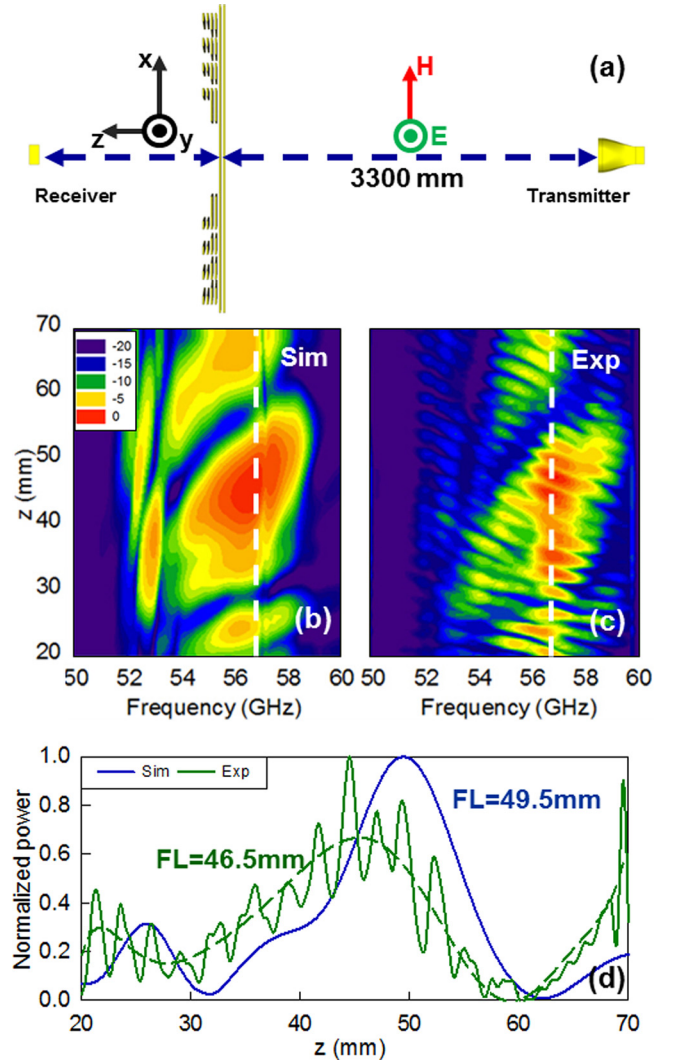 (a)
x
H
z
y
E
3300 mm
Receiver
Transmitter
70
60
50
40
30
20
z (mm)
-20
-15
-10
-5
0
Sim
(b)
50 52 54 56 58 60
Frequency (GHz)
Exp
(c)
50 52 54 56 58 60
Frequency (GHz)
1.0
0.8
0.6
0.4
0.2
0.0
Normalized power
Sim Exp
FL=49.5mm
FL=46.5mm
(d)
20 30 40 50 60 70
z (mm)